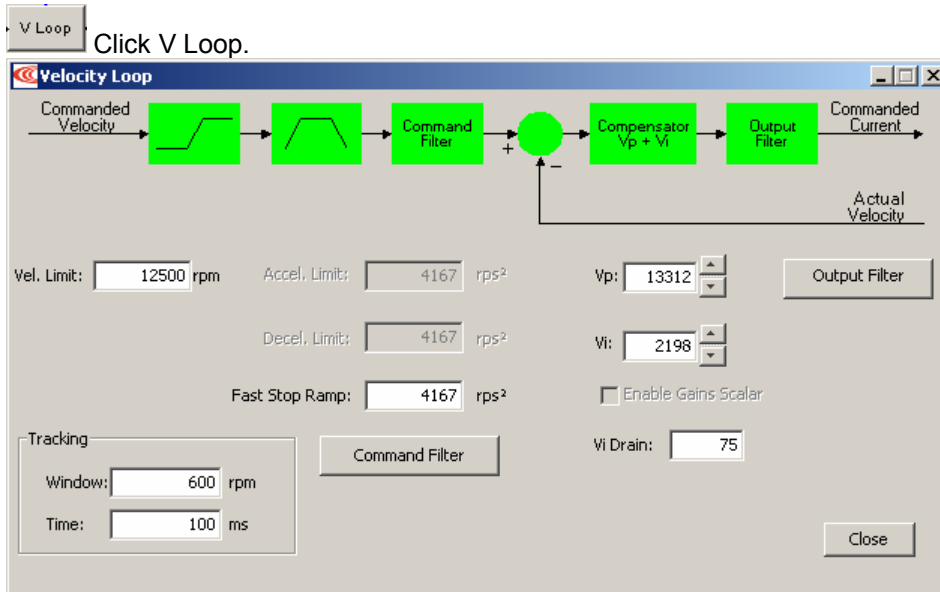 V Loop
Click V Loop.
Velocity Loop
Commanded
Velocity
Command
Filter
+
−
Compensator
Vp + Vi
Output
Filter
Commanded
Current
Actual
Velocity
Vel. Limit: 12500 rpm
Accel. Limit: 4167 rps²
Decel. Limit: 4167 rps²
Fast Stop Ramp: 4167 rps²
Vp: 13312
Output Filter
Vi: 2198
Enable Gains Scalar
Vi Drain: 75
Tracking
Window: 600 rpm
Time: 100 ms
Command Filter
Close